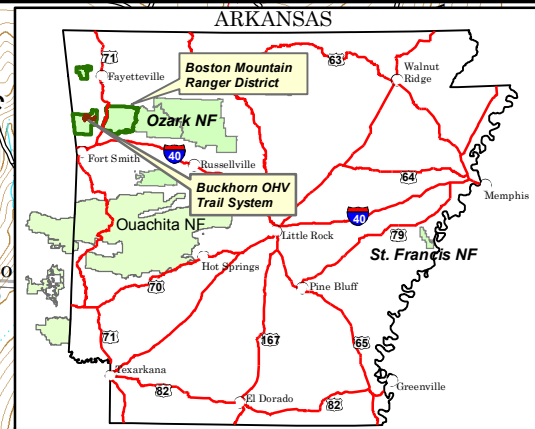 ARKANSAS
71
63
Walnut
Ridge
Fayetteville
Boston Mountain
Ranger District
Ozark NF
Fort Smith
40
Russellville
64
Buckhorn OHV
Trail System
Memphis
Ouachita NF
40
79
Little Rock
St. Francis NF
Hot Springs
70
Pine Bluff
71
167
65
Texarkana
Greenville
82
El Dorado
82